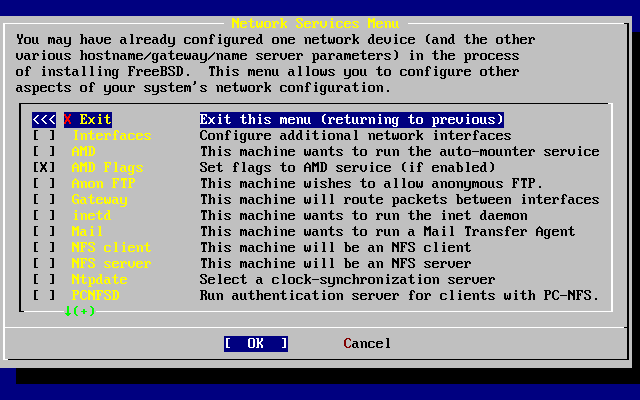 Network Services Menu
You may have already configured one network device (and the other
various hostname/gateway/name server parameters) in the process
of installing FreeBSD.  This menu allows you to configure other
aspects of your system's network configuration.
<<< X Exit Exit this menu (returning to previous)
[ ] Interfaces Configure additional network interfaces
[ ] AMD This machine wants to run the auto-mounter service
[X] AMD Flags Set flags to AMD service (if enabled)
[ ] Anon FTP This machine wishes to allow anonymous FTP.
[ ] Gateway This machine will route packets between interfaces
[ ] inetd This machine wants to run the inet daemon
[ ] Mail This machine wants to run a Mail Transfer Agent
[ ] NFS client This machine will be an NFS client
[ ] NFS server This machine will be an NFS server
[ ] Ntpdate Select a clock-synchronization server
[ ] PCNFSD Run authentication server for clients with PC-NFS.
↓(+)
[ OK ] Cancel